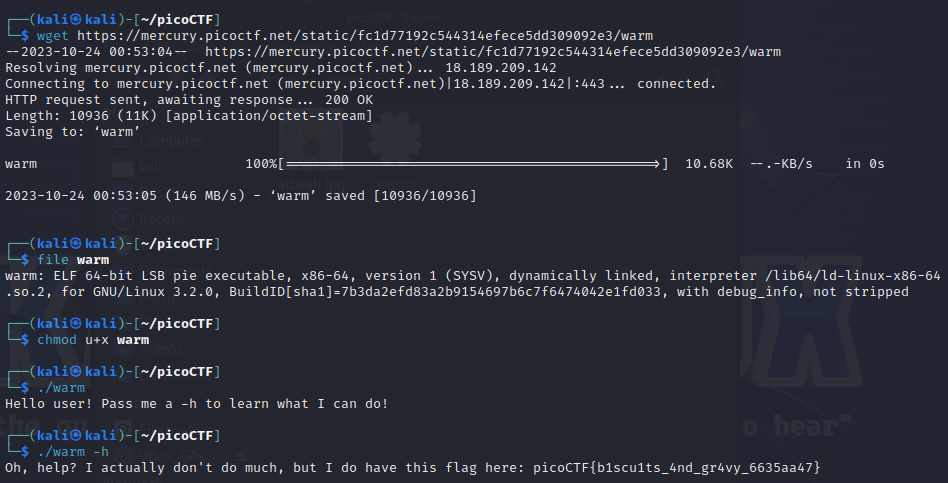 ┌──(kali㉿kali)-[~/picoCTF]
└─$ wget https://mercury.picoctf.net/static/fc1d77192c544314efece5dd309092e3/warm
--2023-10-24 00:53:04-- https://mercury.picoctf.net/static/fc1d77192c544314efece5dd309092e3/warm
Resolving mercury.picoctf.net (mercury.picoctf.net)... 18.189.209.142
Connecting to mercury.picoctf.net (mercury.picoctf.net)|18.189.209.142|:443... connected.
HTTP request sent, awaiting response... 200 OK
Length: 10936 (11K) [application/octet-stream]
Saving to: ‘warm’
warm 100%[===================================================>] 10.68K --.-KB/s in 0s
2023-10-24 00:53:05 (146 MB/s) - ‘warm’ saved [10936/10936]
┌──(kali㉿kali)-[~/picoCTF]
└─$ file warm
warm: ELF 64-bit LSB pie executable, x86-64, version 1 (SYSV), dynamically linked, interpreter /lib64/ld-linux-x86-64
.so.2, for GNU/Linux 3.2.0, BuildID[sha1]=7b3da2efd83a2b9154697b6c7f6474042e1fd033, with debug_info, not stripped
┌──(kali㉿kali)-[~/picoCTF]
└─$ chmod u+x warm
┌──(kali㉿kali)-[~/picoCTF]
└─$ ./warm
Hello user! Pass me a -h to learn what I can do!
┌──(kali㉿kali)-[~/picoCTF]
└─$ ./warm -h
Oh, help? I actually don't do much, but I do have this flag here: picoCTF{b1scu1ts_4nd_gr4vy_6635aa47}
Computer
Recent
Videos
o hear"